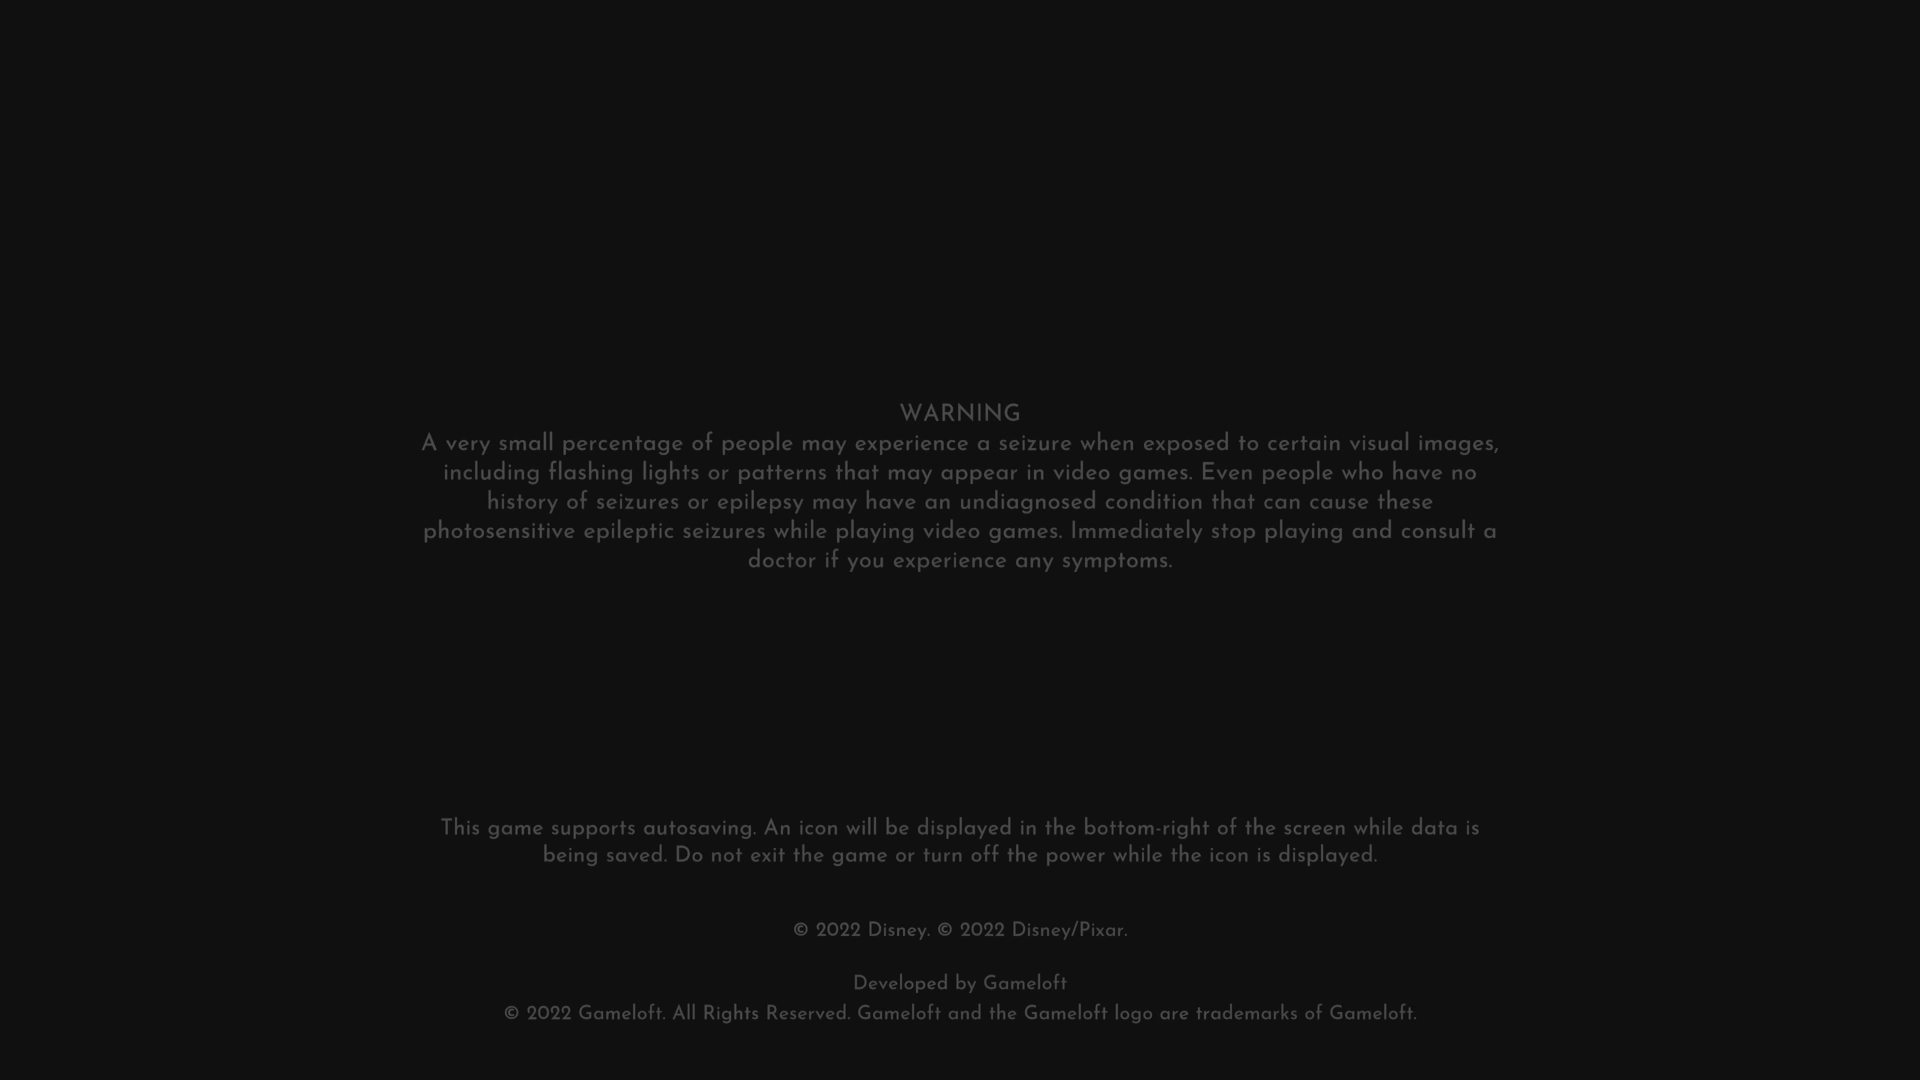 WARNING
A very small percentage of people may experience a seizure when exposed to certain visual images,
including flashing lights or patterns that may appear in video games. Even people who have no
history of seizures or epilepsy may have an undiagnosed condition that can cause these
photosensitive epileptic seizures while playing video games. Immediately stop playing and consult a
doctor if you experience any symptoms.
This game supports autosaving. An icon will be displayed in the bottom-right of the screen while data is
being saved. Do not exit the game or turn off the power while the icon is displayed.
© 2022 Disney. © 2022 Disney/Pixar.
Developed by Gameloft
© 2022 Gameloft. All Rights Reserved. Gameloft and the Gameloft logo are trademarks of Gameloft.